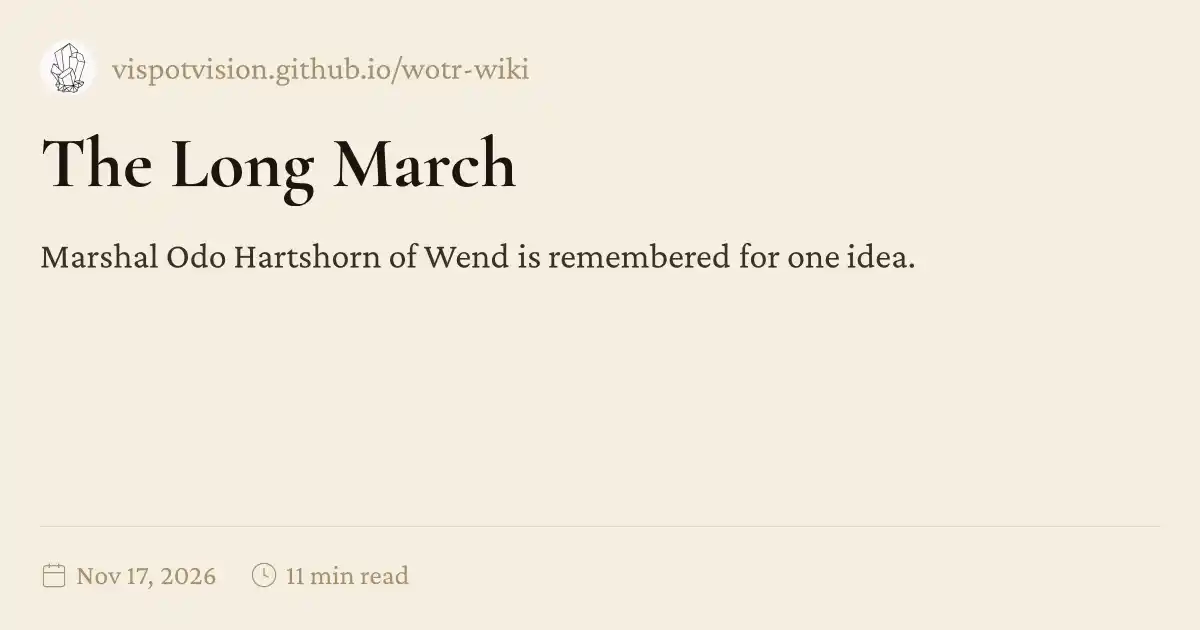 vispotvision.github.io/wotr-wiki
The Long March
Marshal Odo Hartshorn of Wend is remembered for one idea.
Nov 17, 2026
11 min read